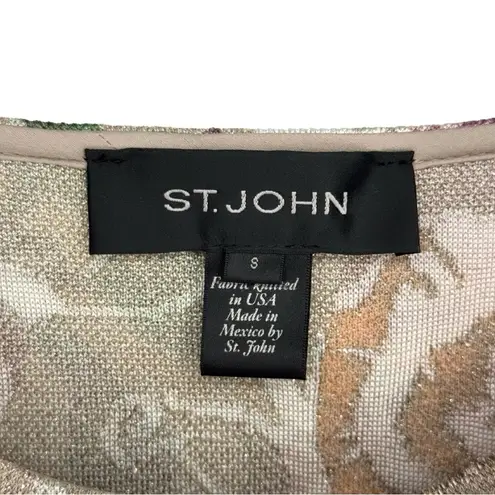 ST. JOHN
S
Fabric knitted
in USA
Made in
Mexico by
St. John